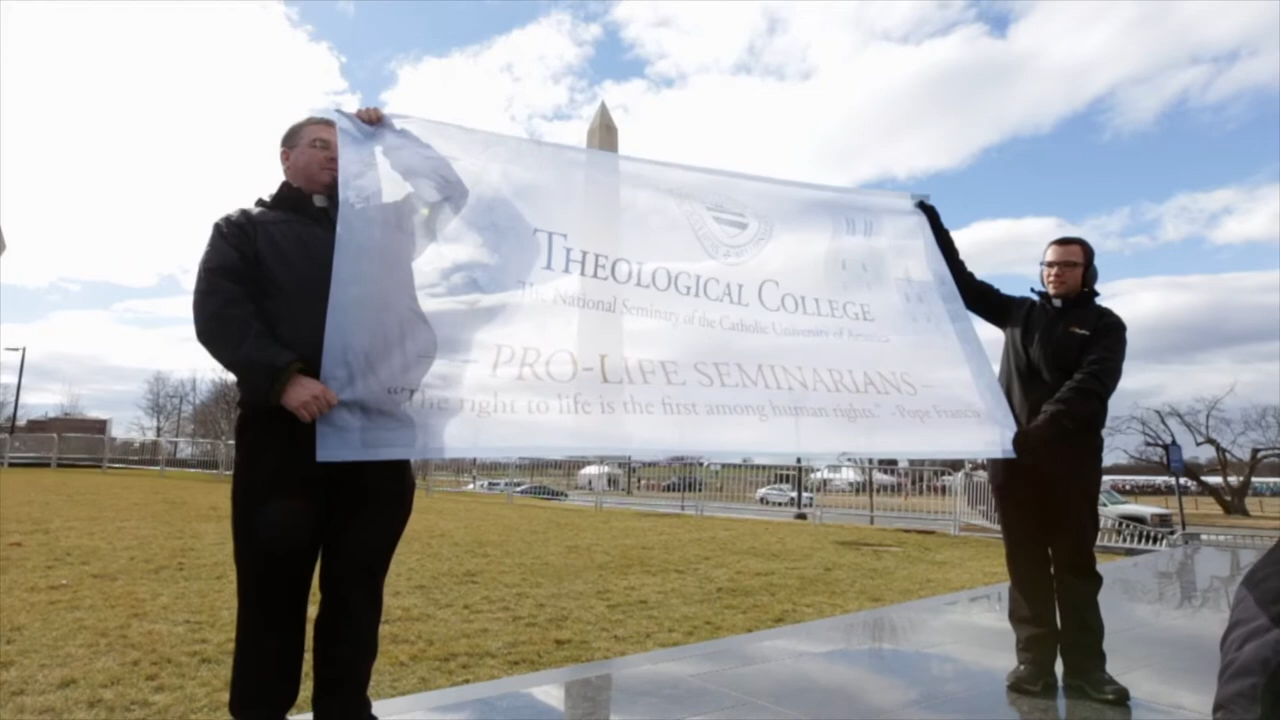 THEOLOGICAL COLLEGE
The National Seminary of the Catholic University of America
— PRO-LIFE SEMINARIANS —
“The right to life is the first among human rights.” -Pope Francis